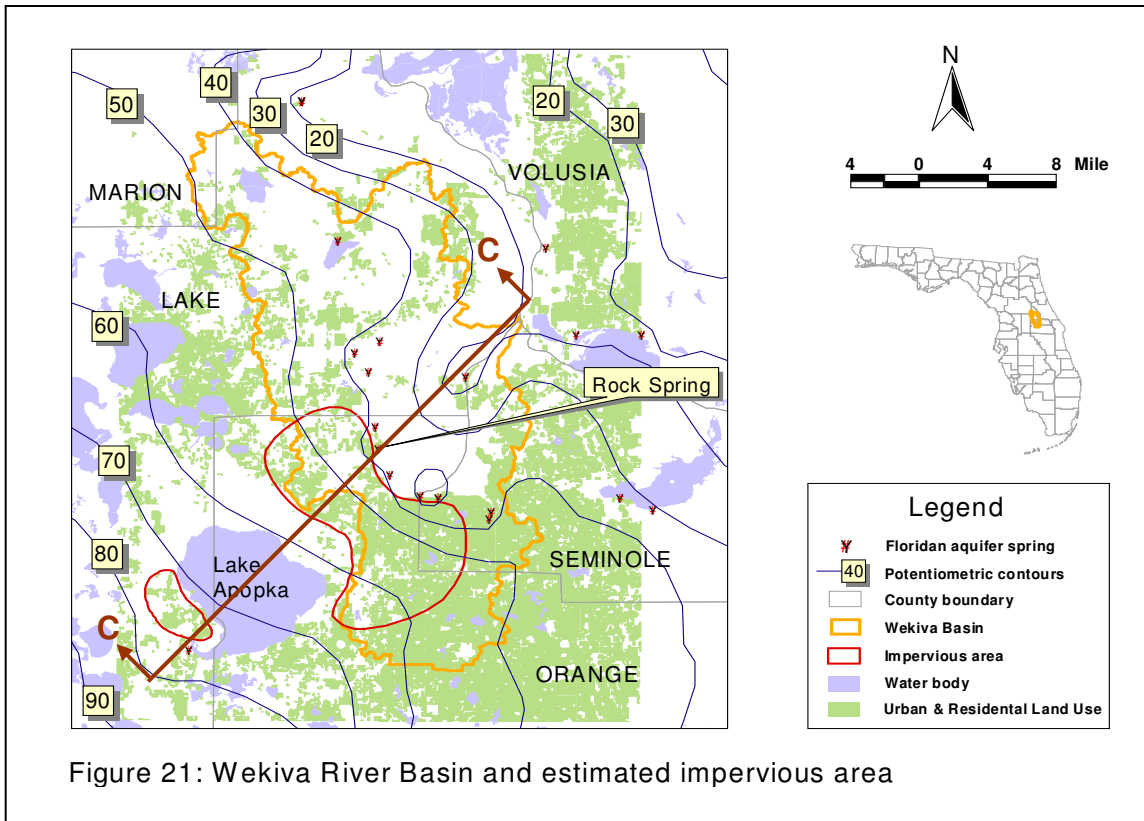 N
4 0 4 8 Mile
40
50
30
20
20
30
VOLUSIA
MARION
C
LAKE
60
Rock Spring
70
80
Lake
Apopka
SEMINOLE
C
ORANGE
90
Legend
¥ Floridan aquifer spring
40 Potentiometric contours
County boundary
Wekiva Basin
Impervious area
Water body
Urban & Residental Land Use
Figure 21: Wekiva River Basin and estimated impervious area